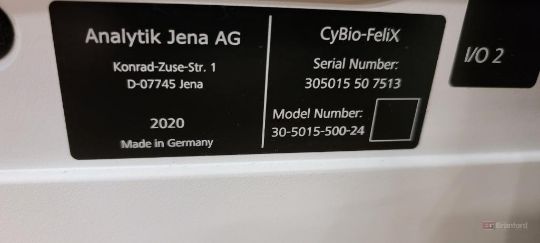 Analytik Jena AG
Konrad-Zuse-Str. 1
D-07745 Jena
2020
Made in Germany
CyBio-FeliX
Serial Number:
305015 50 7513
Model Number:
30-5015-500-24
I/O 2
Branford